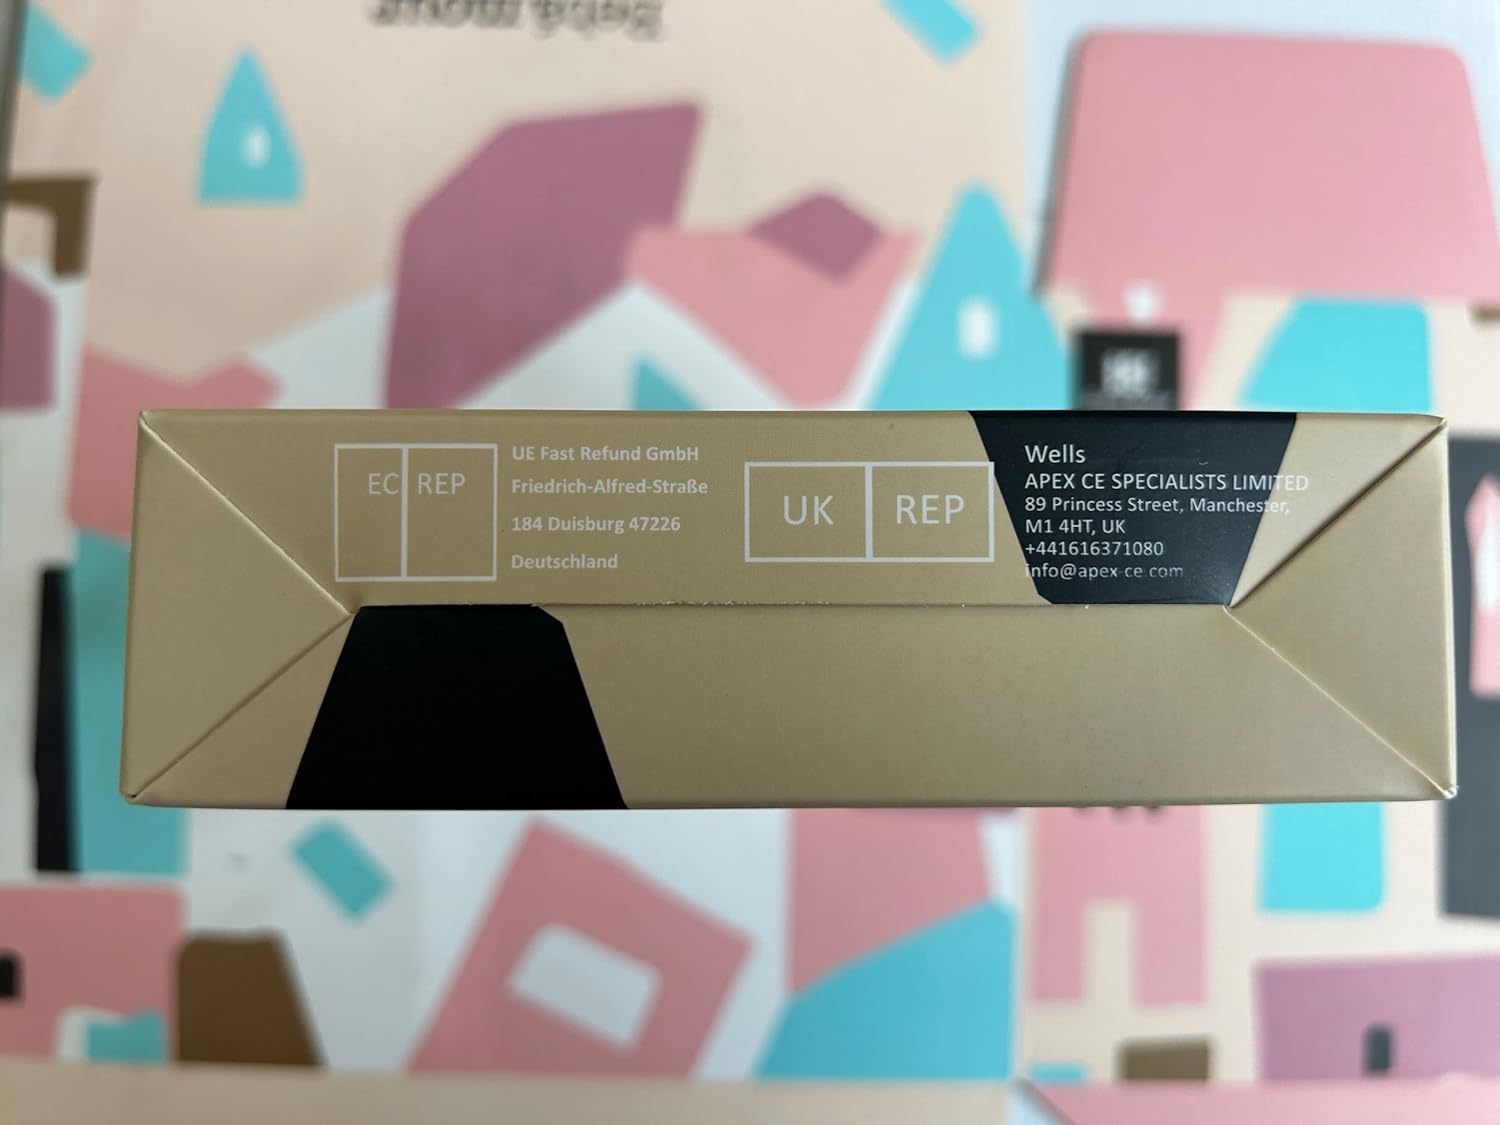 EC REP
UE Fast Refund GmbH
Friedrich-Alfred-Straße
184 Duisburg 47226
Deutschland
UK REP
Wells
APEX CE SPECIALISTS LIMITED
89 Princess Street, Manchester,
M1 4HT, UK
+441616371080
info@apex-ce.com